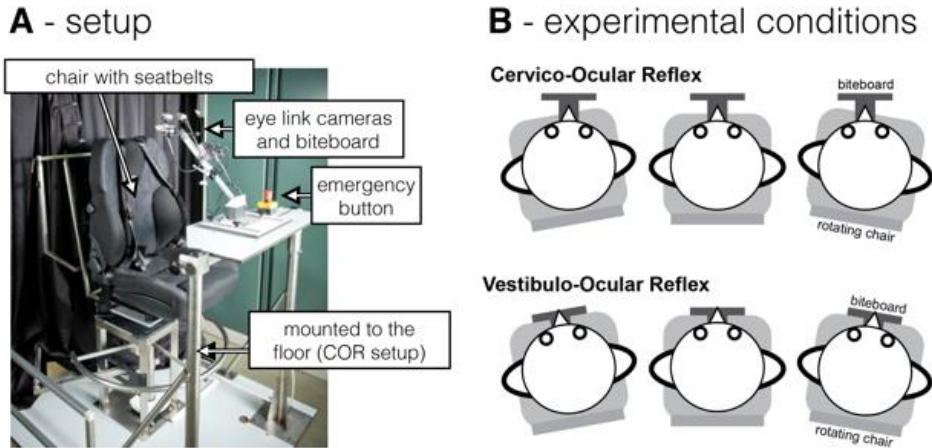 A - setup
chair with seatbelts
eye link cameras
and biteboard
emergency
button
mounted to the
floor (COR setup)
B - experimental conditions
Cervico-Ocular Reflex
biteboard
rotating chair
Vestibulo-Ocular Reflex
biteboard
rotating chair